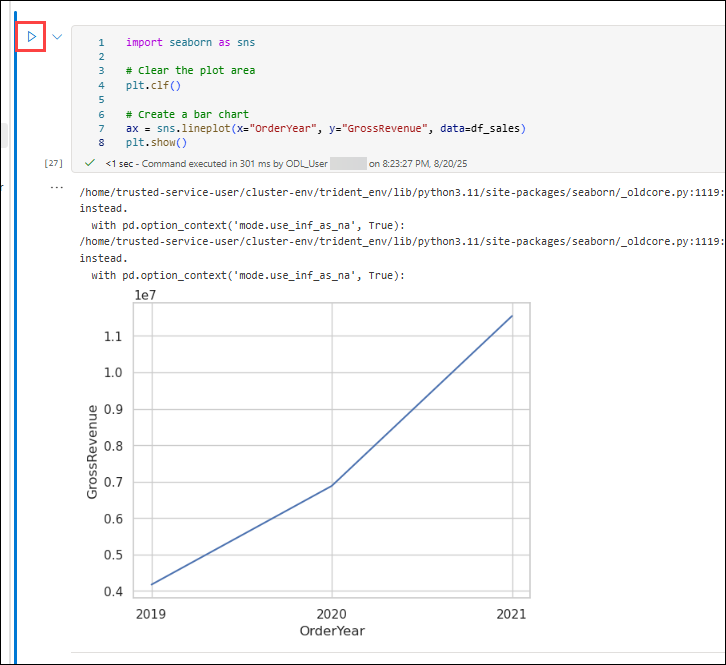 1 import seaborn as sns
2
3 # Clear the plot area
4 plt.clf()
5
6 # Create a bar chart
7 ax = sns.lineplot(x="OrderYear", y="GrossRevenue", data=df_sales)
8 plt.show()
[27] <1 sec - Command executed in 301 ms by ODL_User on 8:23:27 PM, 8/20/25
/home/trusted-service-user/cluster-env/trident_env/lib/python3.11/site-packages/seaborn/_oldcore.py:1119:
instead.
with pd.option_context('mode.use_inf_as_na', True):
/home/trusted-service-user/cluster-env/trident_env/lib/python3.11/site-packages/seaborn/_oldcore.py:1119:
instead.
with pd.option_context('mode.use_inf_as_na', True):
1e7
1.1
1.0
0.9
0.8
0.7
0.6
0.5
0.4
GrossRevenue
2019 2020 2021
OrderYear